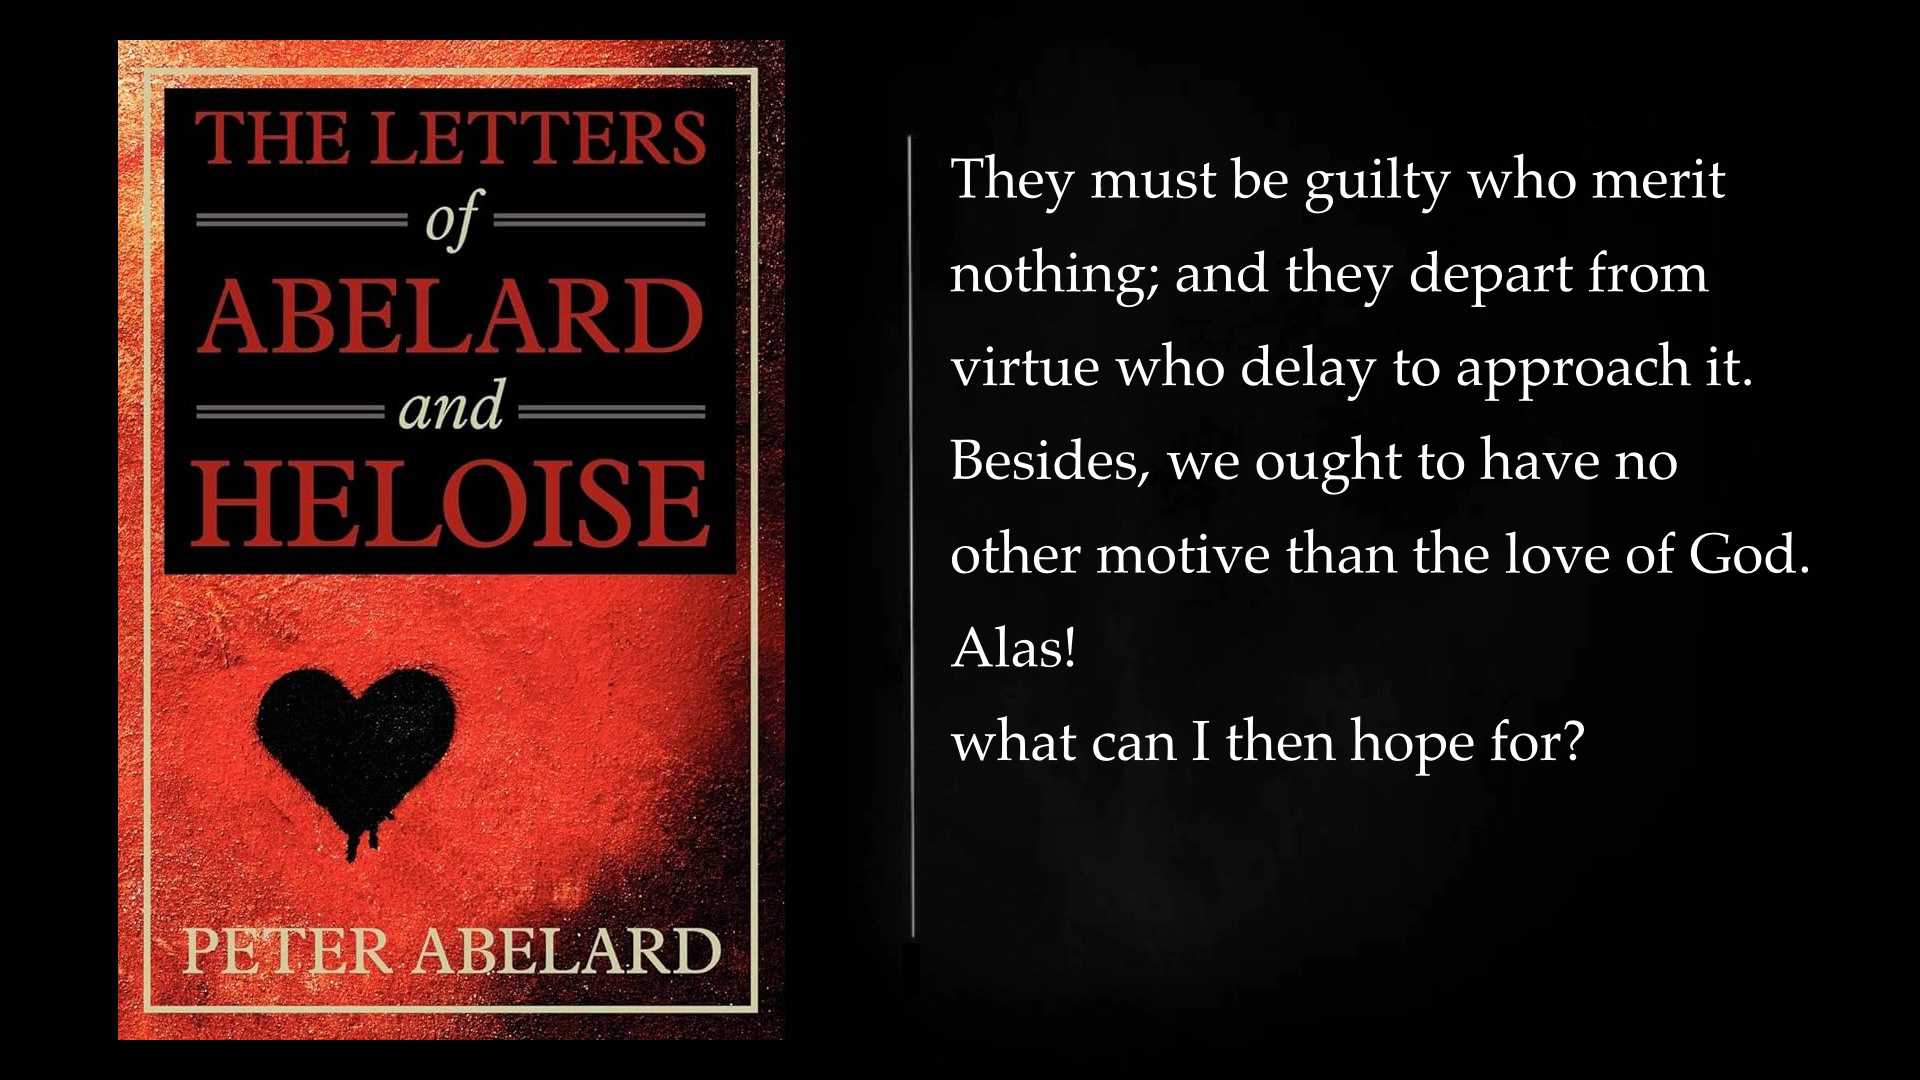 THE LETTERS
of
ABELARD
and
HELOISE
PETER ABELARD
They must be guilty who merit
nothing; and they depart from
virtue who delay to approach it.
Besides, we ought to have no
other motive than the love of God.
Alas!
what can I then hope for?